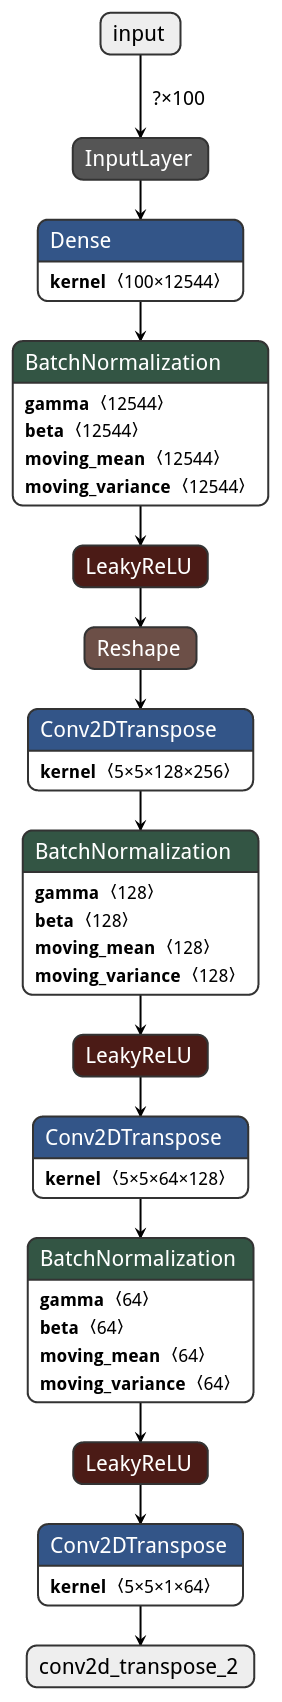 input
?×100
InputLayer
Dense
kernel 〈100×12544〉
BatchNormalization
gamma 〈12544〉
beta 〈12544〉
moving_mean 〈12544〉
moving_variance 〈12544〉
LeakyReLU
Reshape
Conv2DTranspose
kernel 〈5×5×128×256〉
BatchNormalization
gamma 〈128〉
beta 〈128〉
moving_mean 〈128〉
moving_variance 〈128〉
LeakyReLU
Conv2DTranspose
kernel 〈5×5×64×128〉
BatchNormalization
gamma 〈64〉
beta 〈64〉
moving_mean 〈64〉
moving_variance 〈64〉
LeakyReLU
Conv2DTranspose
kernel 〈5×5×1×64〉
conv2d_transpose_2